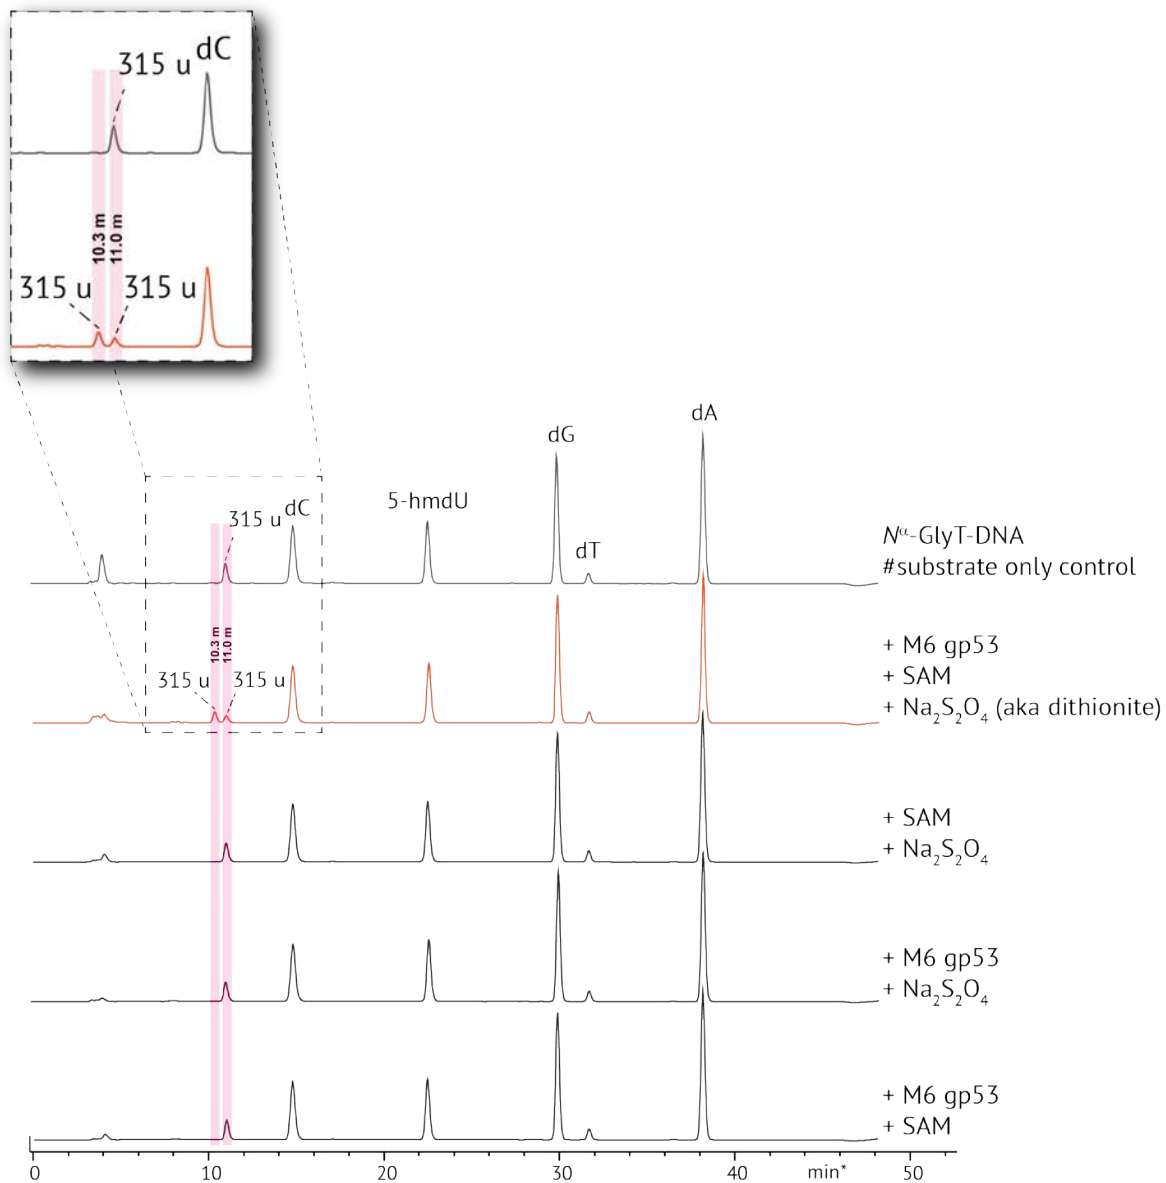 315 u dC
10.3 m
11.0 m
315 u 315 u
dA
dG
5-hmdU
315 u dC
dT
Nα-GlyT-DNA
#substrate only control
10.3 m
11.0 m
315 u 315 u
+ M6 gp53
+ SAM
+ Na2S2O4 (aka dithionite)
+ SAM
+ Na2S2O4
+ M6 gp53
+ Na2S2O4
+ M6 gp53
+ SAM
0 10 20 30 40 min* 50